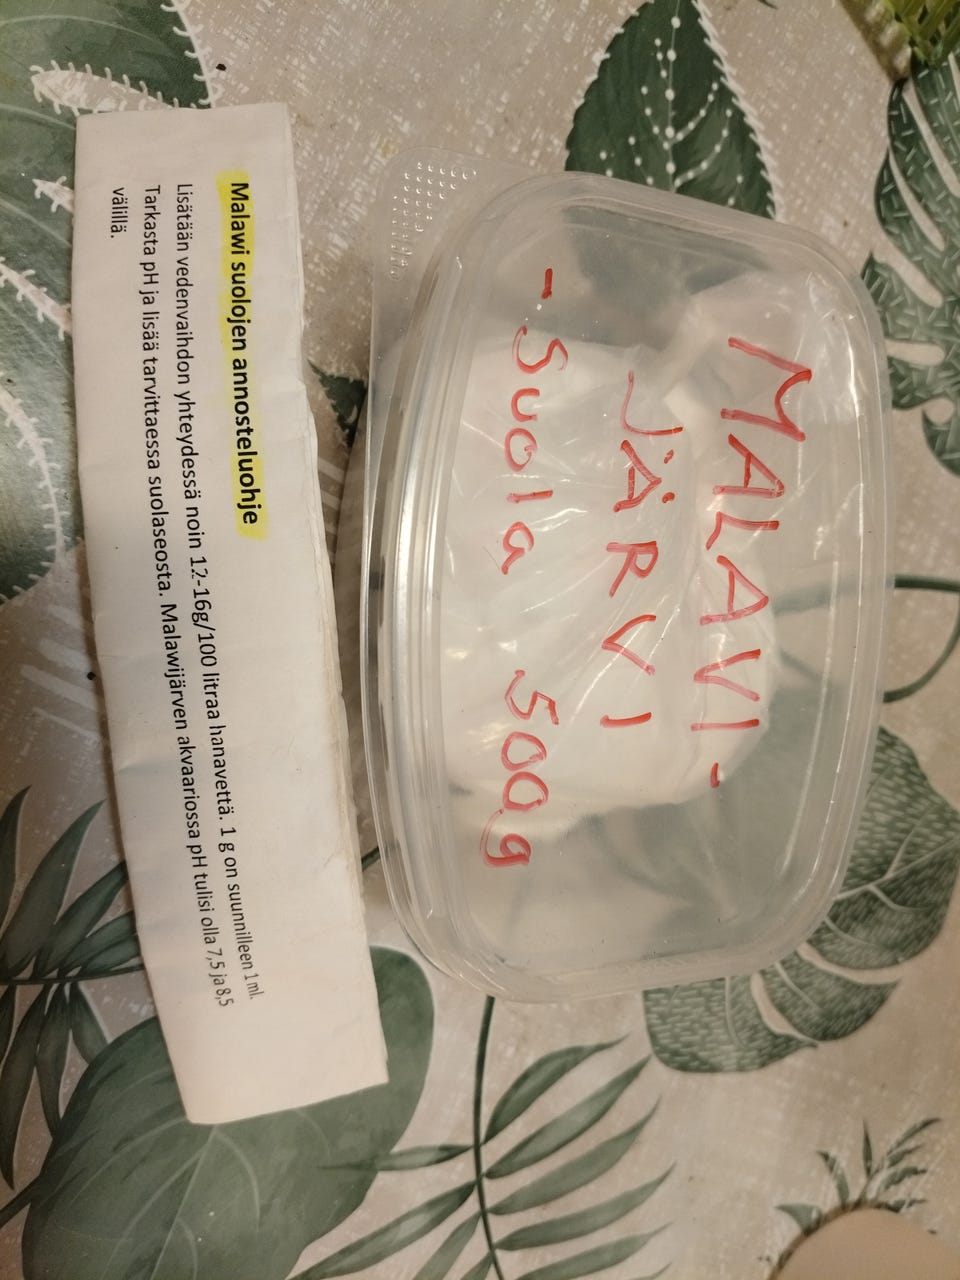 Malawi suolojen annosteluohje
Lisätään vedenvaihdon yhteydessä noin 12-16g/100 litraa hanavettä. 1 g on suunnilleen 1 ml.
Tarkasta pH ja lisää tarvittaessa suolaseosta. Malawijärven akvaariossa pH tulisi olla 7,5 ja 8,5
välillä.
MALAVI-
JÄRVI
-Suola 500g